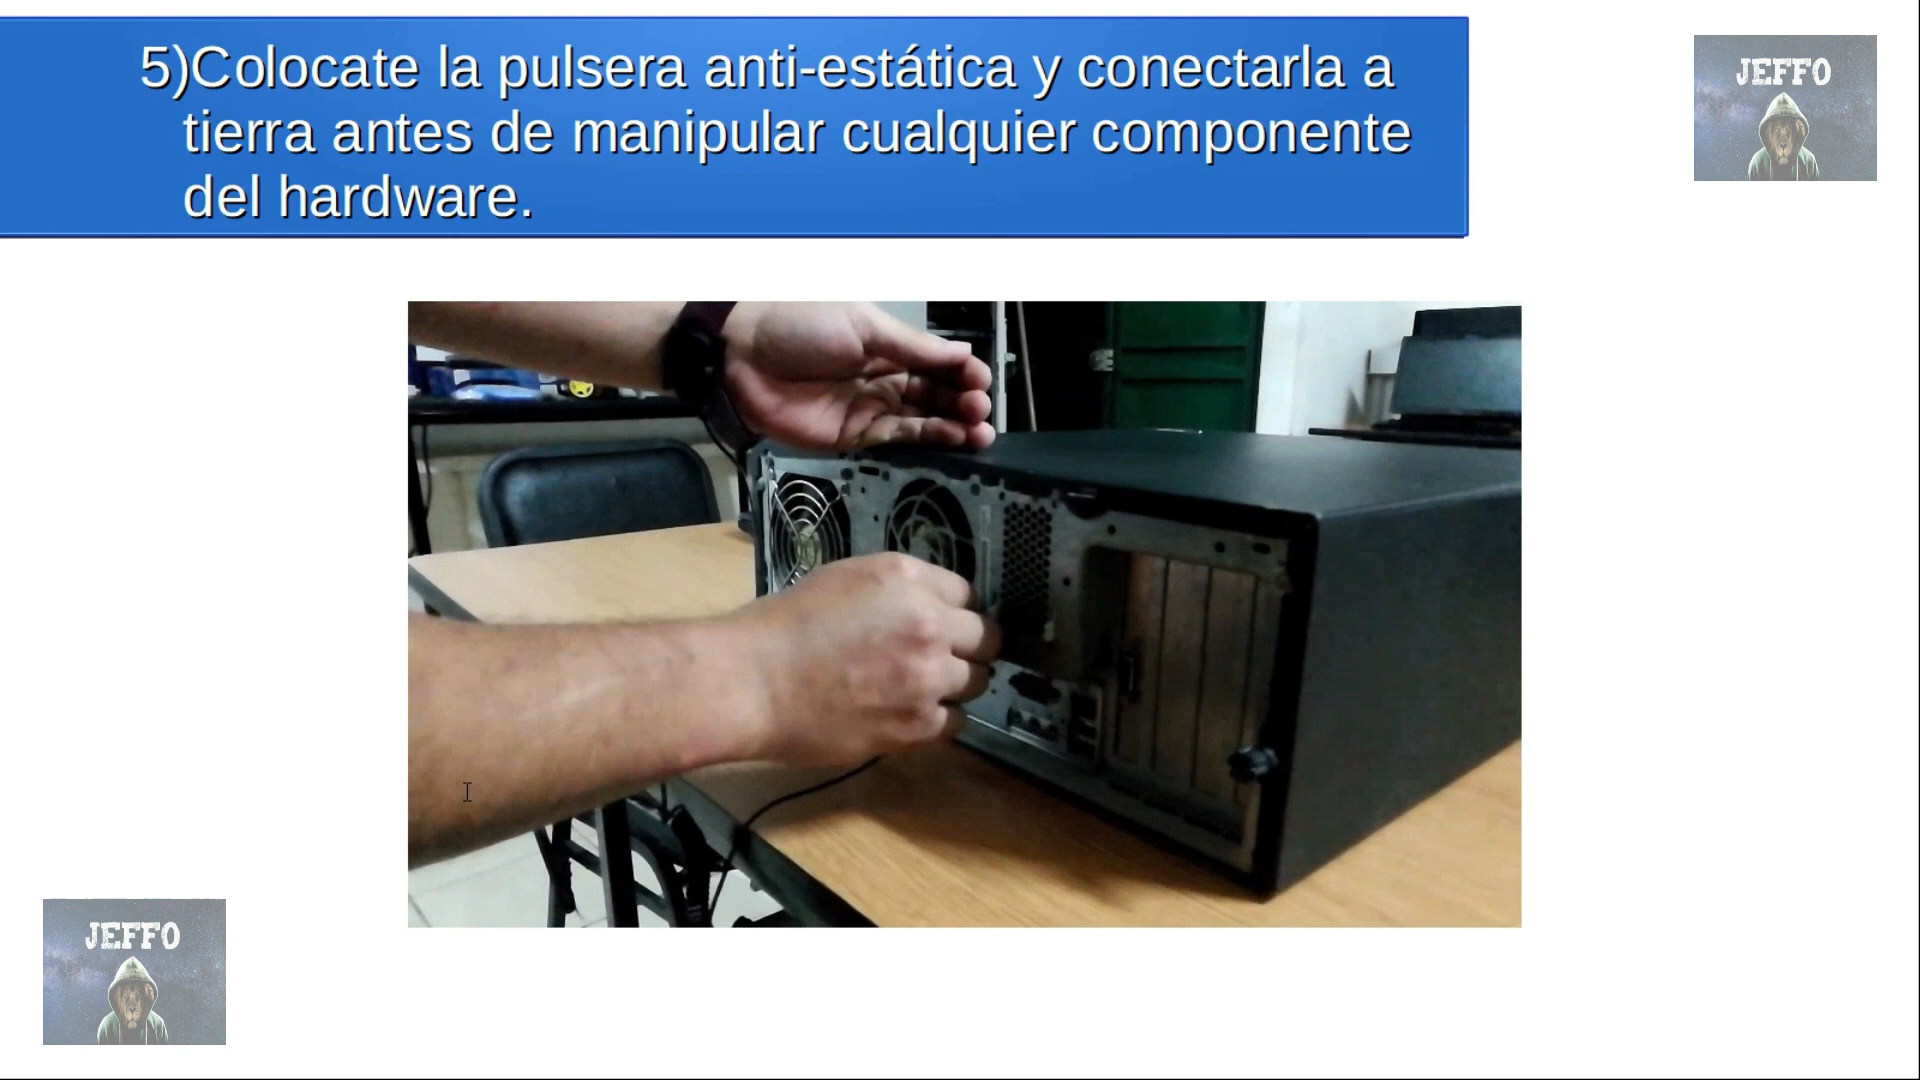 5)Colocate la pulsera anti-estática y conectarla a
tierra antes de manipular cualquier componente
del hardware.
JEFFO
JEFFO